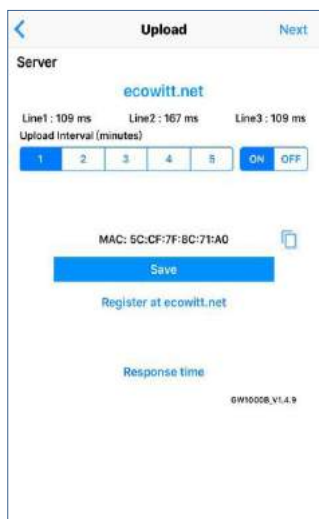 Upload Next
Server
ecowitt.net
Line1 : 109 ms Line2 : 167 ms Line3 : 109 ms
Upload Interval (minutes)
1 2 3 4 5 ON OFF
MAC: 5C:CF:7F:8C:71:A0
Save
Register at ecowitt.net
Response time
GW1000B_V1.4.9